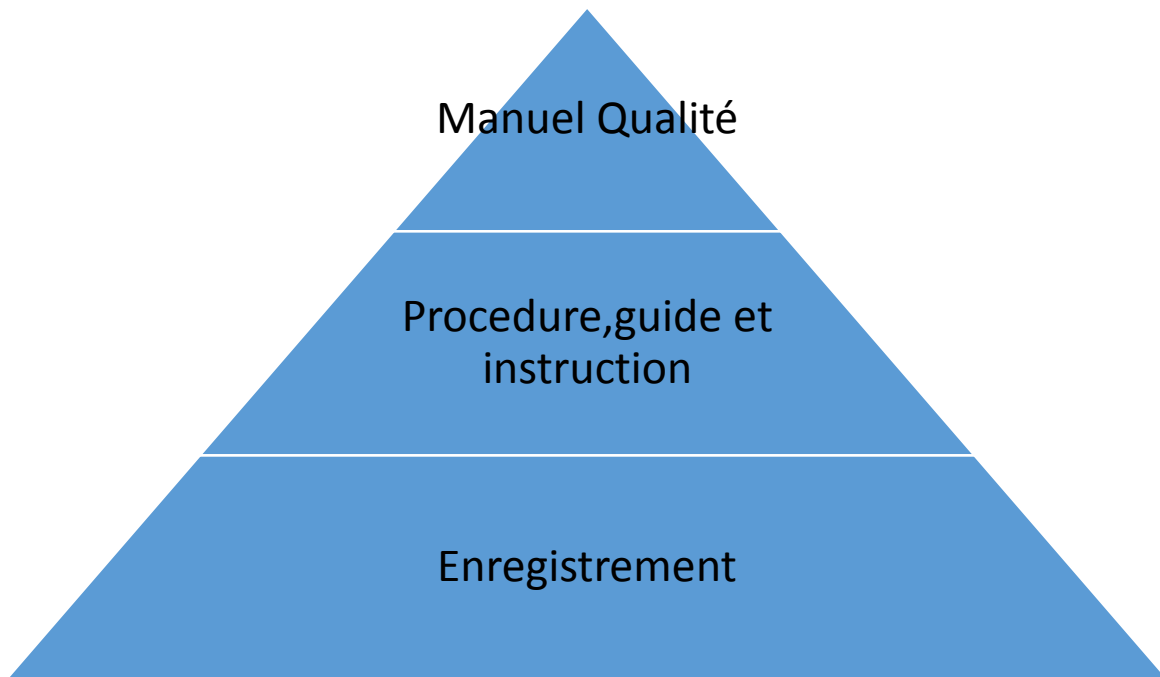 Manuel Qualité
Procedure,guide et
instruction
Enregistrement